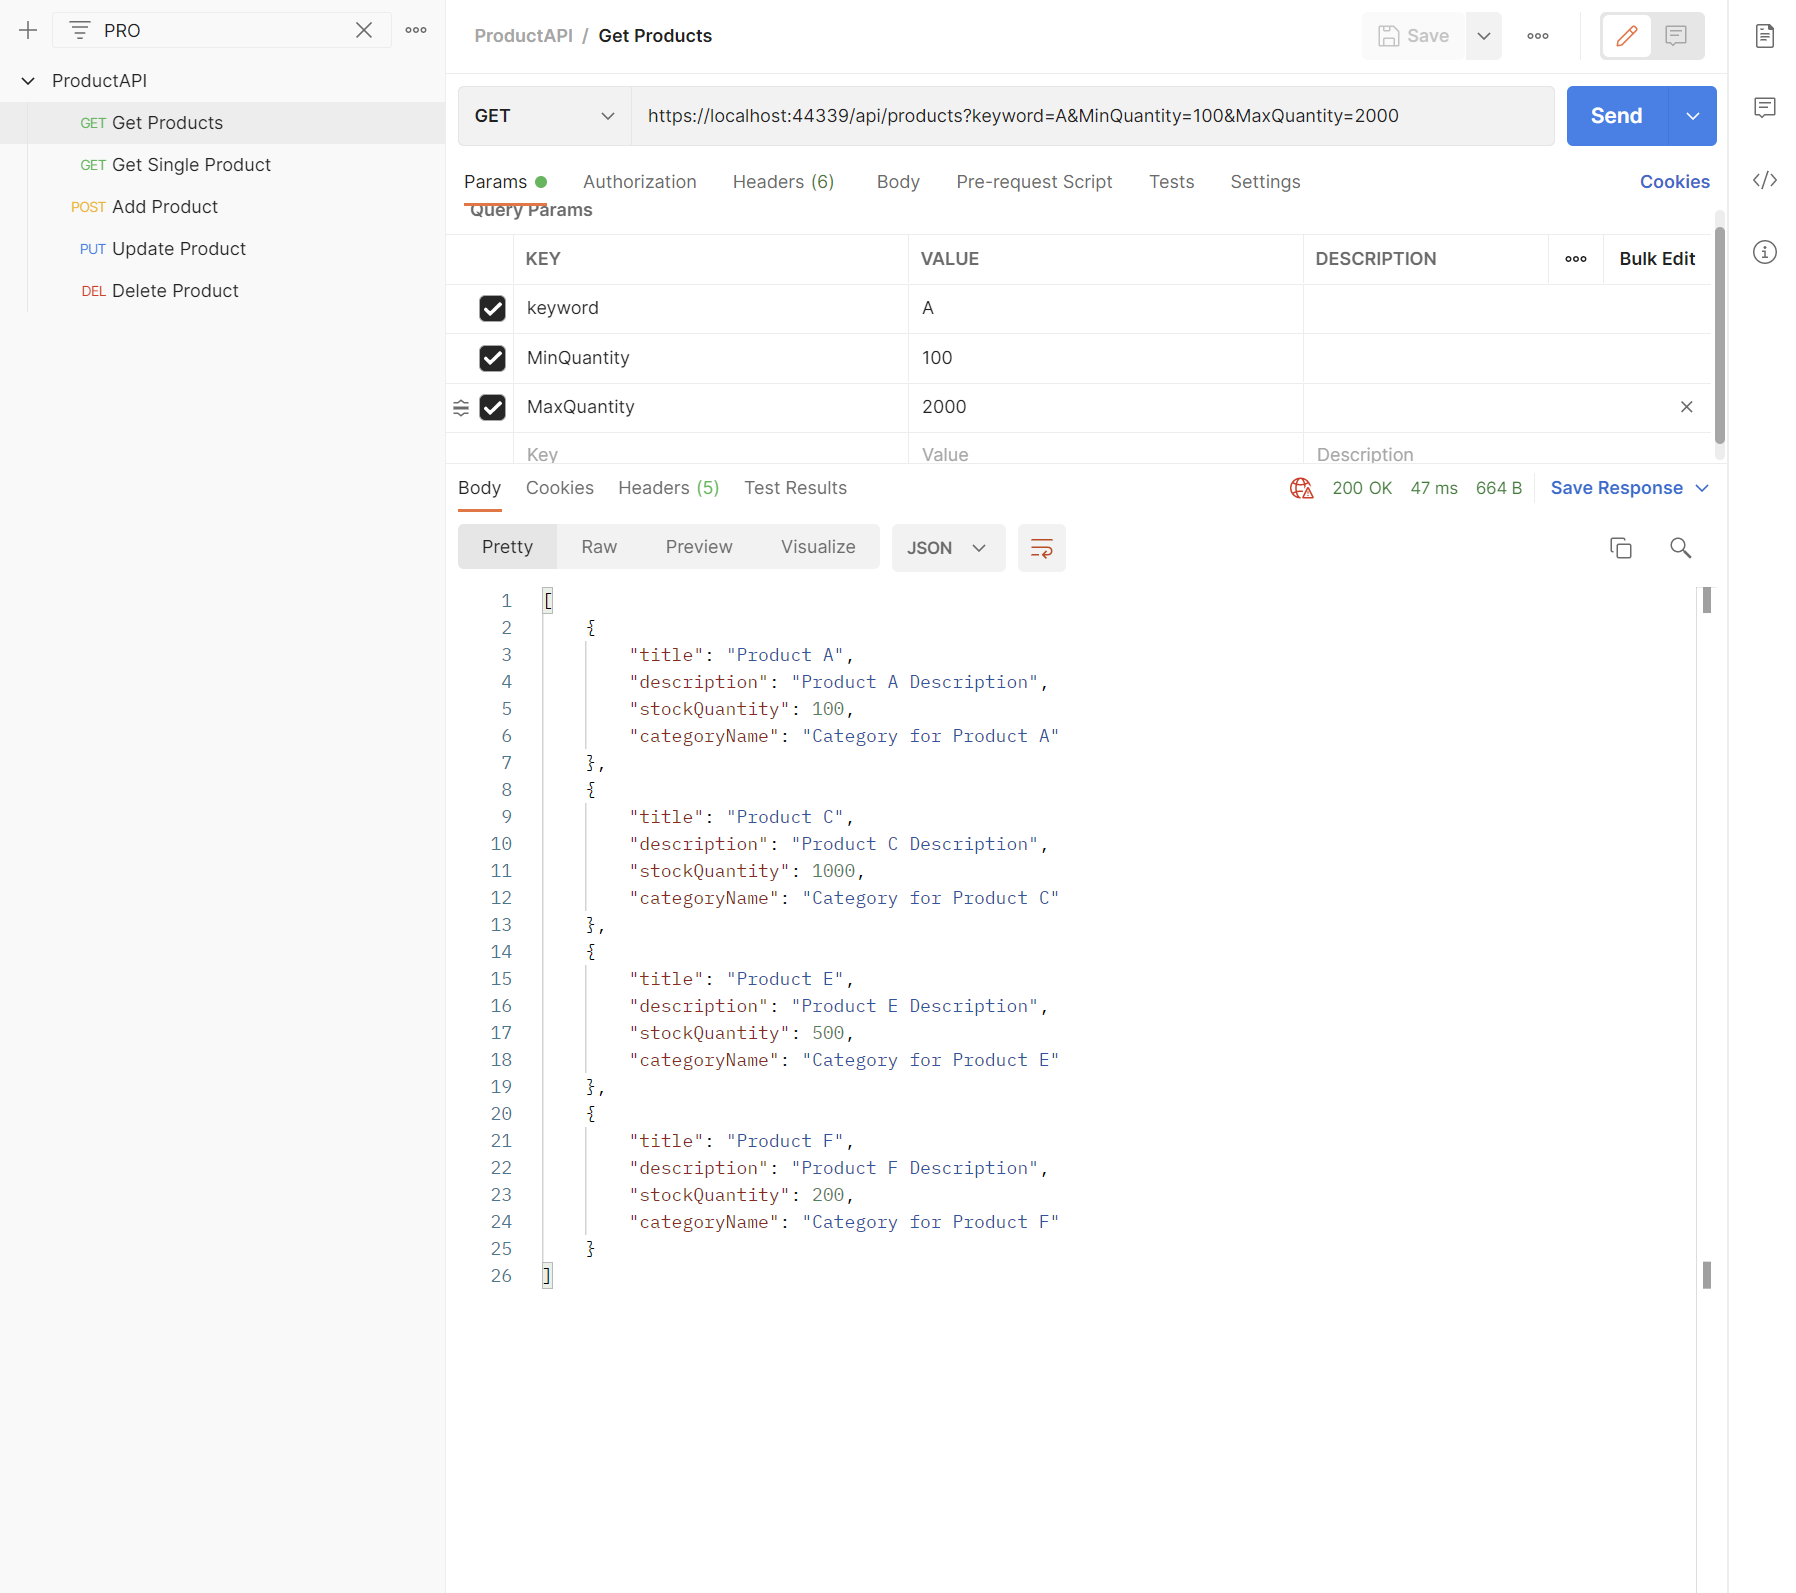 PRO
ProductAPI
GET Get Products
GET Get Single Product
POST Add Product
PUT Update Product
DEL Delete Product
ProductAPI / Get Products
Save
GET https://localhost:44339/api/products?keyword=A&MinQuantity=100&MaxQuantity=2000
Send
Params Authorization Headers (6) Body Pre-request Script Tests Settings Cookies
Query Params
KEY VALUE DESCRIPTION Bulk Edit
keyword A
MinQuantity 100
MaxQuantity 2000
Key Value Description
Body Cookies Headers (5) Test Results 200 OK 47 ms 664 B Save Response
Pretty Raw Preview Visualize JSON
1 [
2 {
3 "title": "Product A",
4 "description": "Product A Description",
5 "stockQuantity": 100,
6 "categoryName": "Category for Product A"
7 },
8 {
9 "title": "Product C",
10 "description": "Product C Description",
11 "stockQuantity": 1000,
12 "categoryName": "Category for Product C"
13 },
14 {
15 "title": "Product E",
16 "description": "Product E Description",
17 "stockQuantity": 500,
18 "categoryName": "Category for Product E"
19 },
20 {
21 "title": "Product F",
22 "description": "Product F Description",
23 "stockQuantity": 200,
24 "categoryName": "Category for Product F"
25 }
26 ]